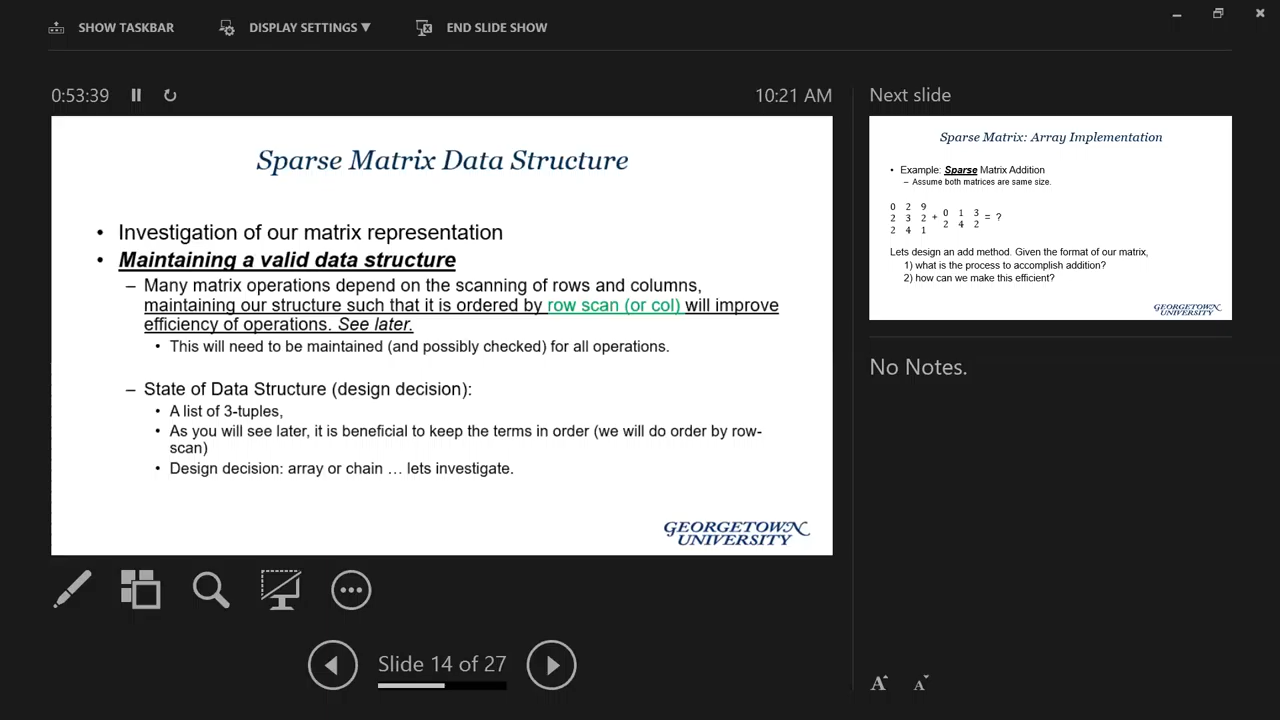 SHOW TASKBAR
DISPLAY SETTINGS ▼
END SLIDE SHOW
0:53:39
10:21 AM
Sparse Matrix Data Structure
• Investigation of our matrix representation
• Maintaining a valid data structure
– Many matrix operations depend on the scanning of rows and columns,
maintaining our structure such that it is ordered by row scan (or col) will improve
efficiency of operations. See later.
• This will need to be maintained (and possibly checked) for all operations.
– State of Data Structure (design decision):
• A list of 3-tuples,
• As you will see later, it is beneficial to keep the terms in order (we will do order by row-
scan)
• Design decision: array or chain … lets investigate.
GEORGETOWN
UNIVERSITY
Slide 14 of 27
Next slide
Sparse Matrix: Array Implementation
• Example: Sparse Matrix Addition
– Assume both matrices are same size.
0 2 9
2 3 2 + 0 1 3 = ?
2 4 1 2 4 2
Lets design an add method. Given the format of our matrix,
1) what is the process to accomplish addition?
2) how can we make this efficient?
GEORGETOWN
UNIVERSITY
No Notes.
A A